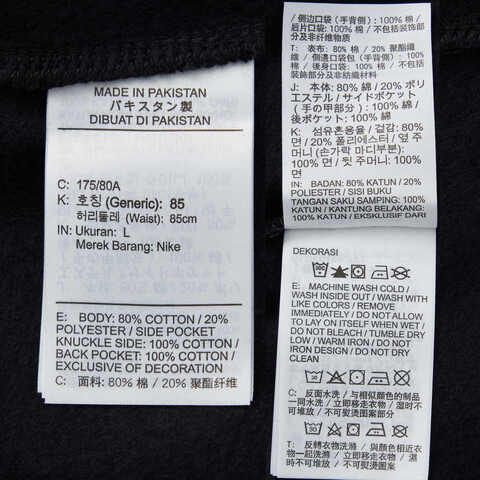 MADE IN PAKISTAN
パキスタン製
DIBUAT DI PAKISTAN
C: 175/80A
K: 호칭 (Generic): 85
허리둘레 (Waist): 85cm
IN: Ukuran: L
Merek Barang: Nike
E: BODY: 80% COTTON / 20%
POLYESTER / SIDE POCKET
KNUCKLE SIDE: 100% COTTON /
BACK POCKET: 100% COTTON /
EXCLUSIVE OF DECORATION
C: 面料: 80% 棉 / 20% 聚酯纤维
/ 侧边口袋 (手背侧) : 100% 棉 /
后片口袋: 100% 棉 / 不包括装饰部
分及非纤维物质
T: 表布: 80% 棉 / 20% 聚酯纖
維 / 側邊口袋包 (手背側) : 100%
棉 / 後身口袋: 100% 棉 / 不包
括裝飾部分及非紡織材料
J: 本体: 80% 綿 / 20% ポリ
エステル / サイドポケット
(手の甲部分) : 100% 綿 /
後ポケット: 100% 綿
K: 섬유혼용율 / 겉감: 80%
면 / 20% 폴리에스터 / 옆 주
머니 (손가락 마디부분) : 100%
면 / 뒷 주머니: 100% 면
IN: BADAN: 80% KATUN / 20%
POLIESTER / SISI BUKU
TANGAN SAKU SAMPING: 100%
KATUN / KANTUNG BELAKANG:
100% KATUN / EKSKLUSIF DARI
DEKORASI
E: MACHINE WASH COLD /
WASH INSIDE OUT / WASH WITH
LIKE COLORS / REMOVE
IMMEDIATELY / DO NOT ALLOW
TO LAY ON ITSELF WHEN WET /
DO NOT BLEACH / TUMBLE DRY
LOW / WARM IRON / DO NOT
IRON DESIGN / DO NOT DRY
CLEAN
C: 反面水洗 / 与相似颜色的制品
一同水洗 / 立即移走衣物 / 湿时不
可堆放 / 不可熨烫图案部分
T: 反轉衣物洗滌 / 與顏色相近衣
物一同洗 / 立即移走衣物 / 濕時
不可堆放 / 不可熨燙圖案部分